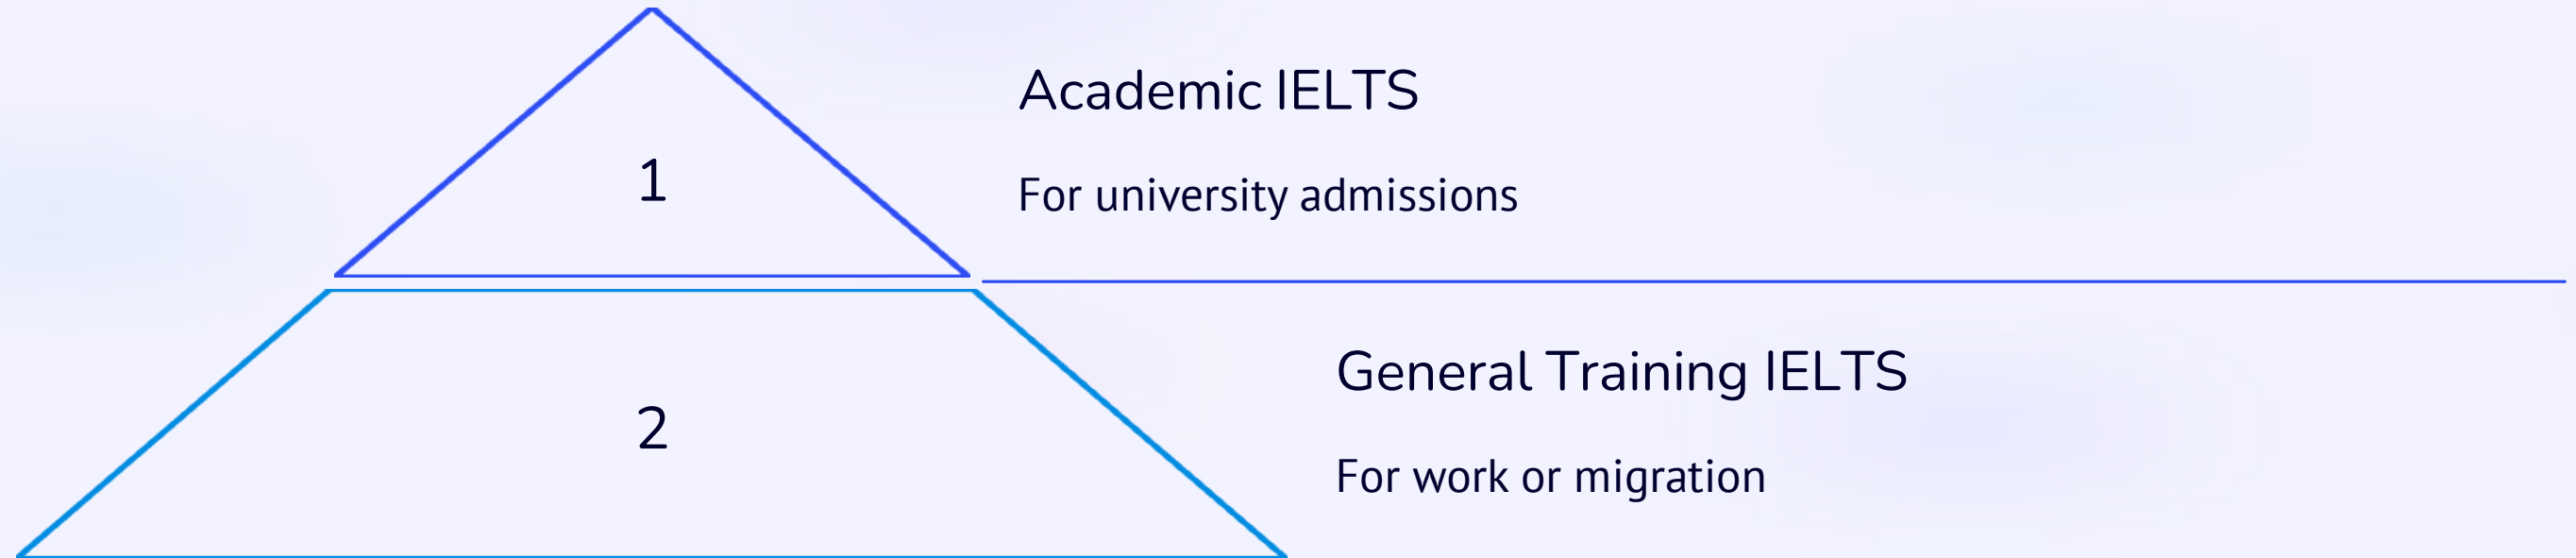 1
Academic IELTS
For university admissions
2
General Training IELTS
For work or migration